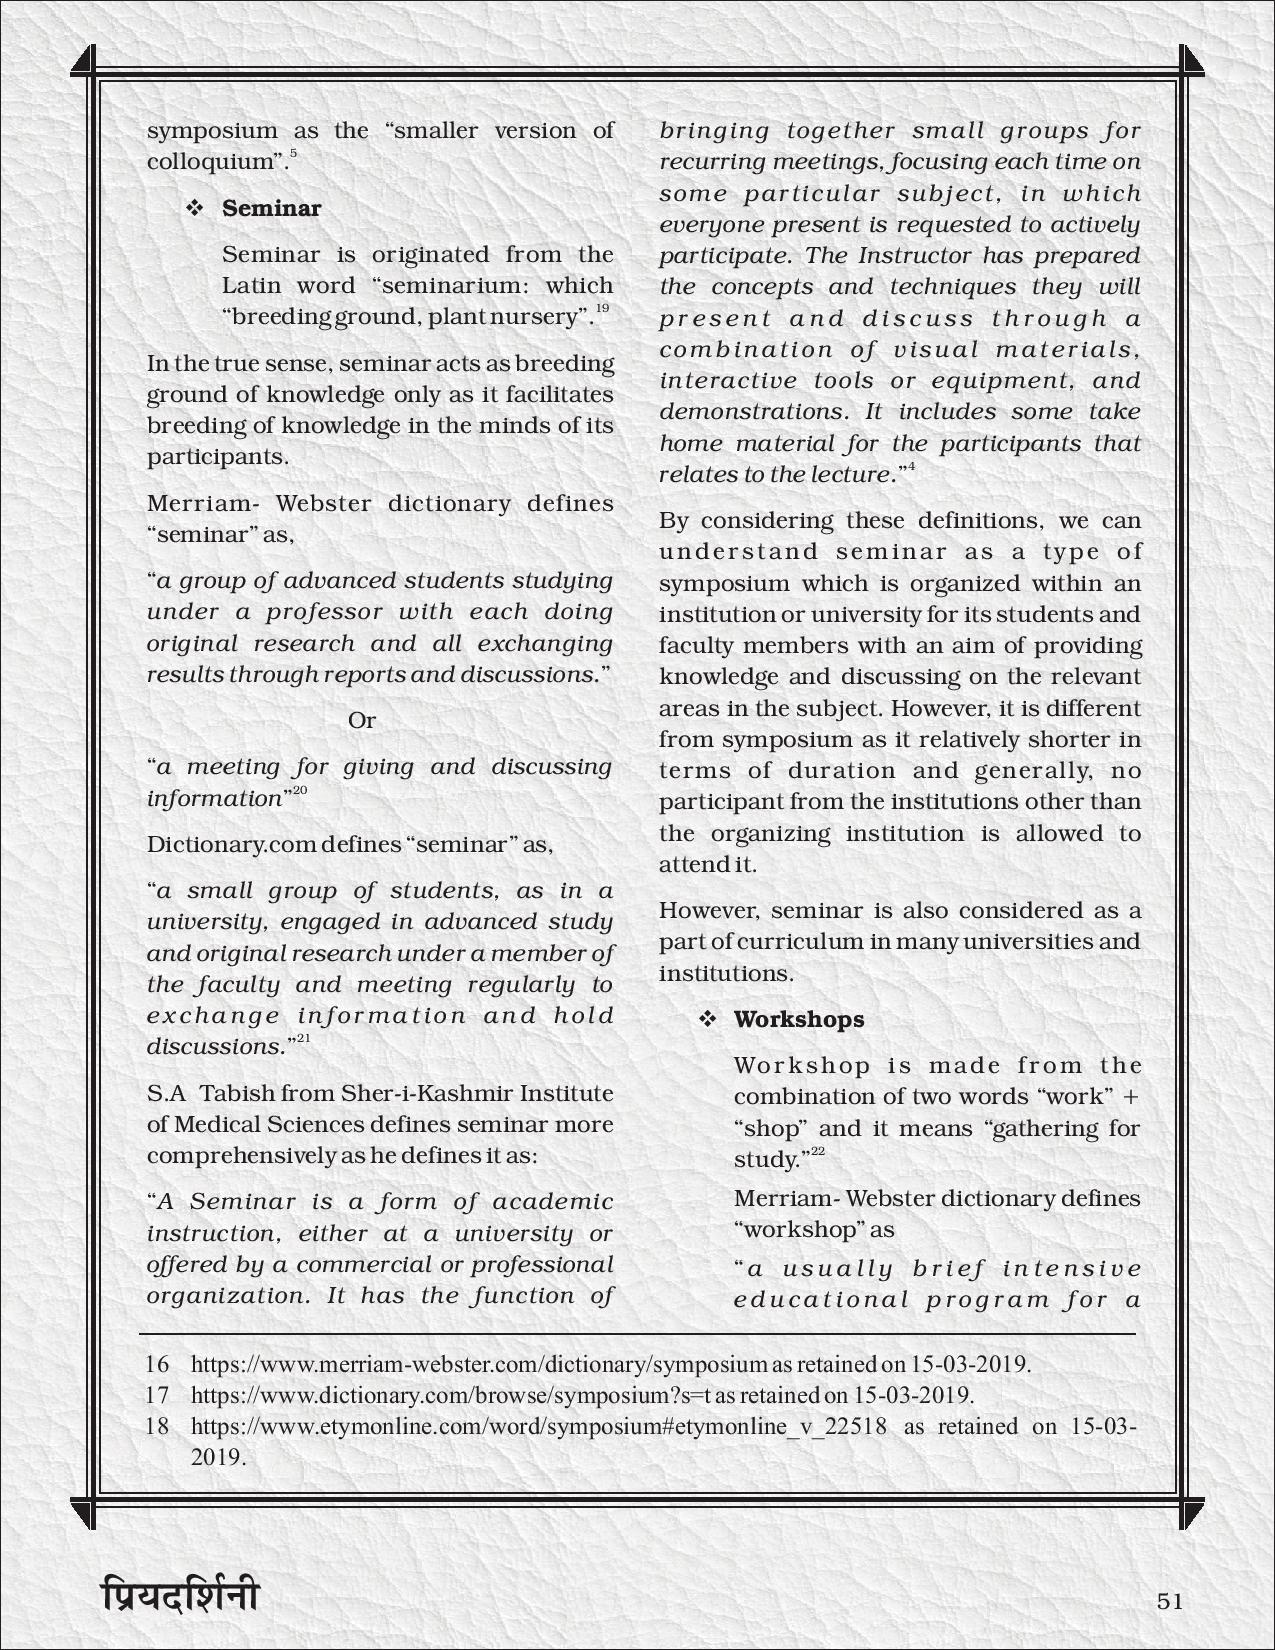 symposium as the “smaller version of
colloquium”.5
❖ Seminar
Seminar is originated from the
Latin word “seminarium: which
“breeding ground, plant nursery”.19
In the true sense, seminar acts as breeding
ground of knowledge only as it facilitates
breeding of knowledge in the minds of its
participants.
Merriam- Webster dictionary defines
“seminar” as,
“a group of advanced students studying
under a professor with each doing
original research and all exchanging
results through reports and discussions.”
Or
“a meeting for giving and discussing
information”20
Dictionary.com defines “seminar” as,
“a small group of students, as in a
university, engaged in advanced study
and original research under a member of
the faculty and meeting regularly to
exchange information and hold
discussions.”21
S.A Tabish from Sher-i-Kashmir Institute
of Medical Sciences defines seminar more
comprehensively as he defines it as:
“A Seminar is a form of academic
instruction, either at a university or
offered by a commercial or professional
organization. It has the function of
bringing together small groups for
recurring meetings, focusing each time on
some particular subject, in which
everyone present is requested to actively
participate. The Instructor has prepared
the concepts and techniques they will
present and discuss through a
combination of visual materials,
interactive tools or equipment, and
demonstrations. It includes some take
home material for the participants that
relates to the lecture.”4
By considering these definitions, we can
understand seminar as a type of
symposium which is organized within an
institution or university for its students and
faculty members with an aim of providing
knowledge and discussing on the relevant
areas in the subject. However, it is different
from symposium as it relatively shorter in
terms of duration and generally, no
participant from the institutions other than
the organizing institution is allowed to
attend it.
However, seminar is also considered as a
part of curriculum in many universities and
institutions.
❖ Workshops
Workshop is made from the
combination of two words “work” +
“shop” and it means “gathering for
study.”22
Merriam- Webster dictionary defines
“workshop” as
“a usually brief intensive
educational program for a
16 https://www.merriam-webster.com/dictionary/symposium as retained on 15-03-2019.
17 https://www.dictionary.com/browse/symposium?s=t as retained on 15-03-2019.
18 https://www.etymonline.com/word/symposium#etymonline_v_22518 as retained on 15-03-
2019.
प्रियदर्शिनी
51